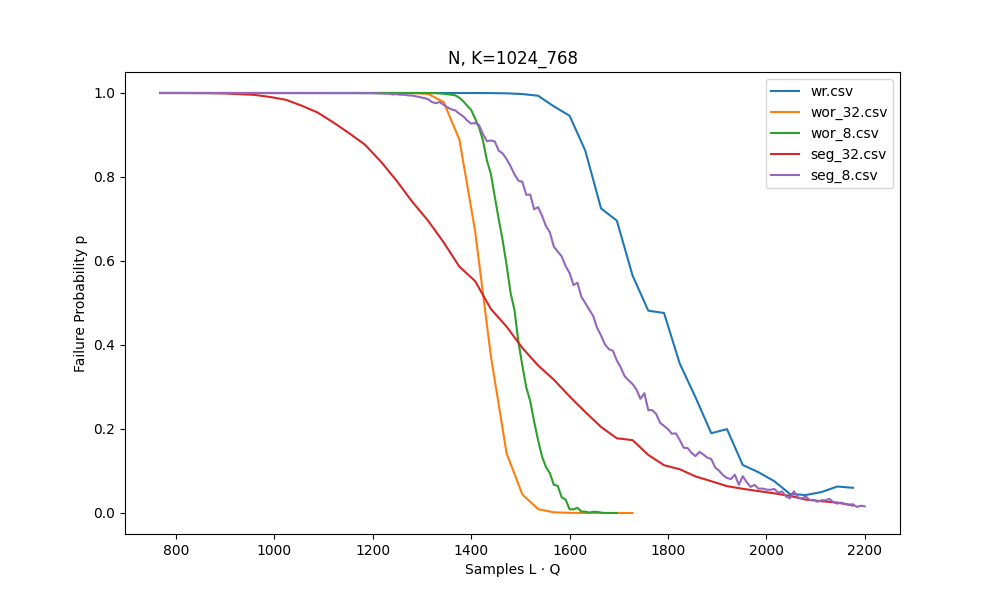 N, K=1024_768
Failure Probability p
1.0
0.8
0.6
0.4
0.2
0.0
wr.csv
wor_32.csv
wor_8.csv
seg_32.csv
seg_8.csv
800 1000 1200 1400 1600 1800 2000 2200
Samples L · Q